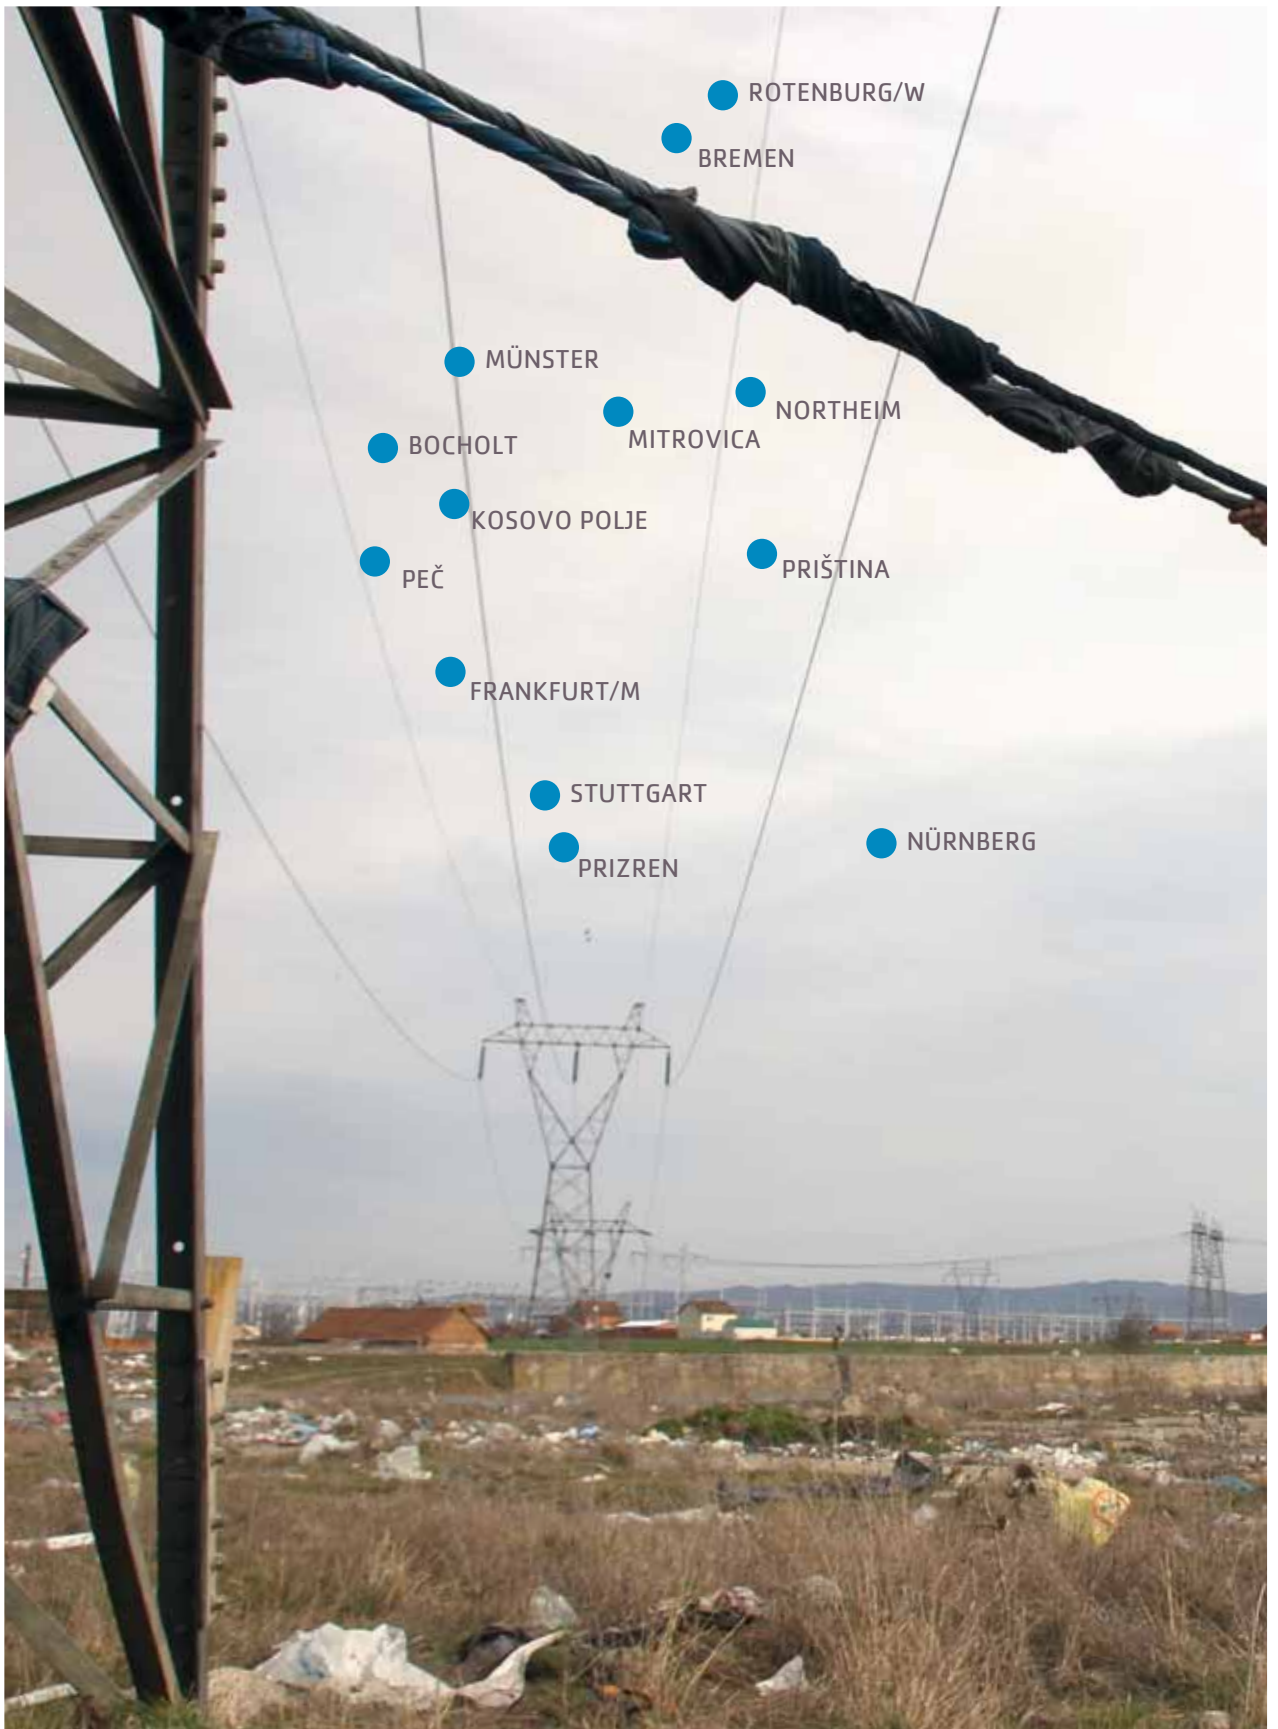 ROTENBURG/W
BREMEN
MÜNSTER
NORTHEIM
MITROVICA
BOCHOLT
KOSOVO POLJE
PRIŠTINA
PEČ
FRANKFURT/M
STUTTGART
NÜRNBERG
PRIZREN